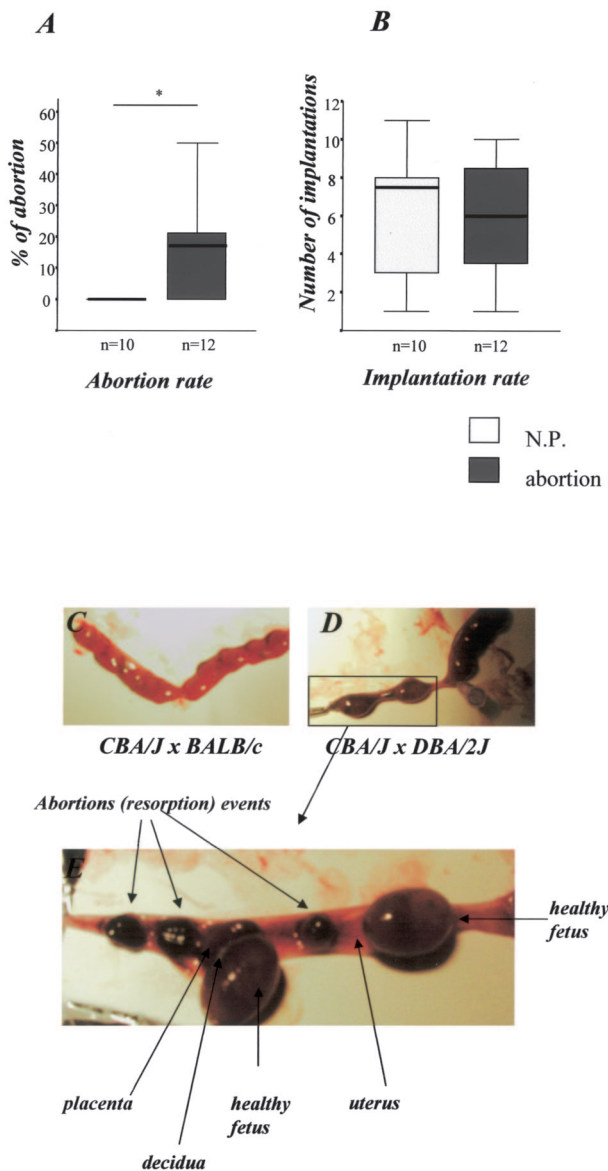 A
B
*
% of abortion
60
50
40
30
20
10
0
n=10
n=12
Abortion rate
Number of implantations
12
10
8
6
4
2
n=10
n=12
Implantation rate
N.P.
abortion
C
D
CBA/J x BALB/c
CBA/J x DBA/2J
Abortions (resorption) events
E
healthy
fetus
placenta
healthy
fetus
uterus
decidua